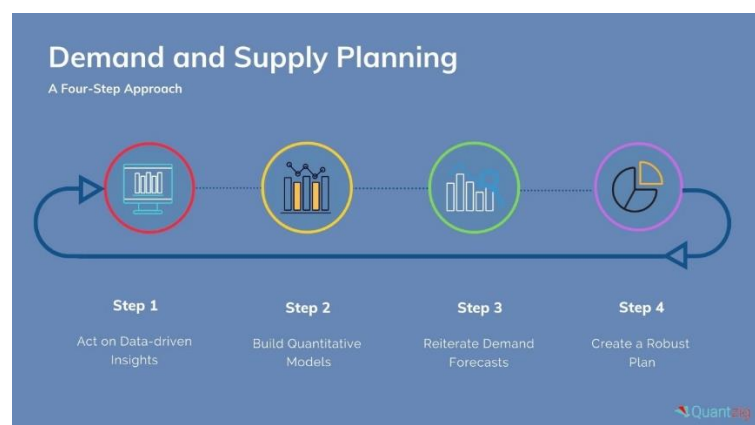 Demand and Supply Planning
A Four-Step Approach
Step 1
Act on Data-driven
Insights
Step 2
Build Quantitative
Models
Step 3
Reiterate Demand
Forecasts
Step 4
Create a Robust
Plan
Quantzig